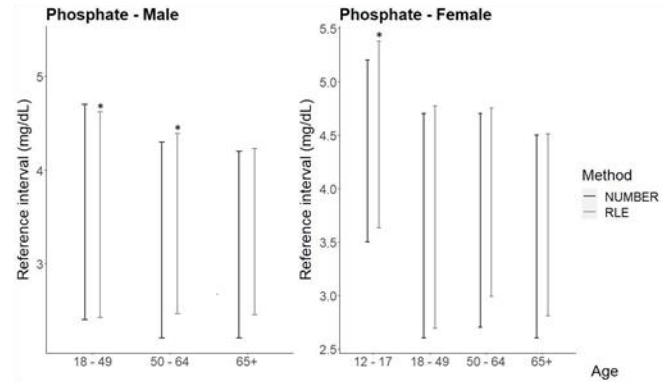 Phosphate - Male
Reference interval (mg/dL)
5
4
3
*
*
18 - 49
50 - 64
65+
Phosphate - Female
Reference interval (mg/dL)
5.5
5.0
4.5
4.0
3.5
3.0
2.5
*
12 - 17
18 - 49
50 - 64
65+
Age
Method
NUMBER
RLE